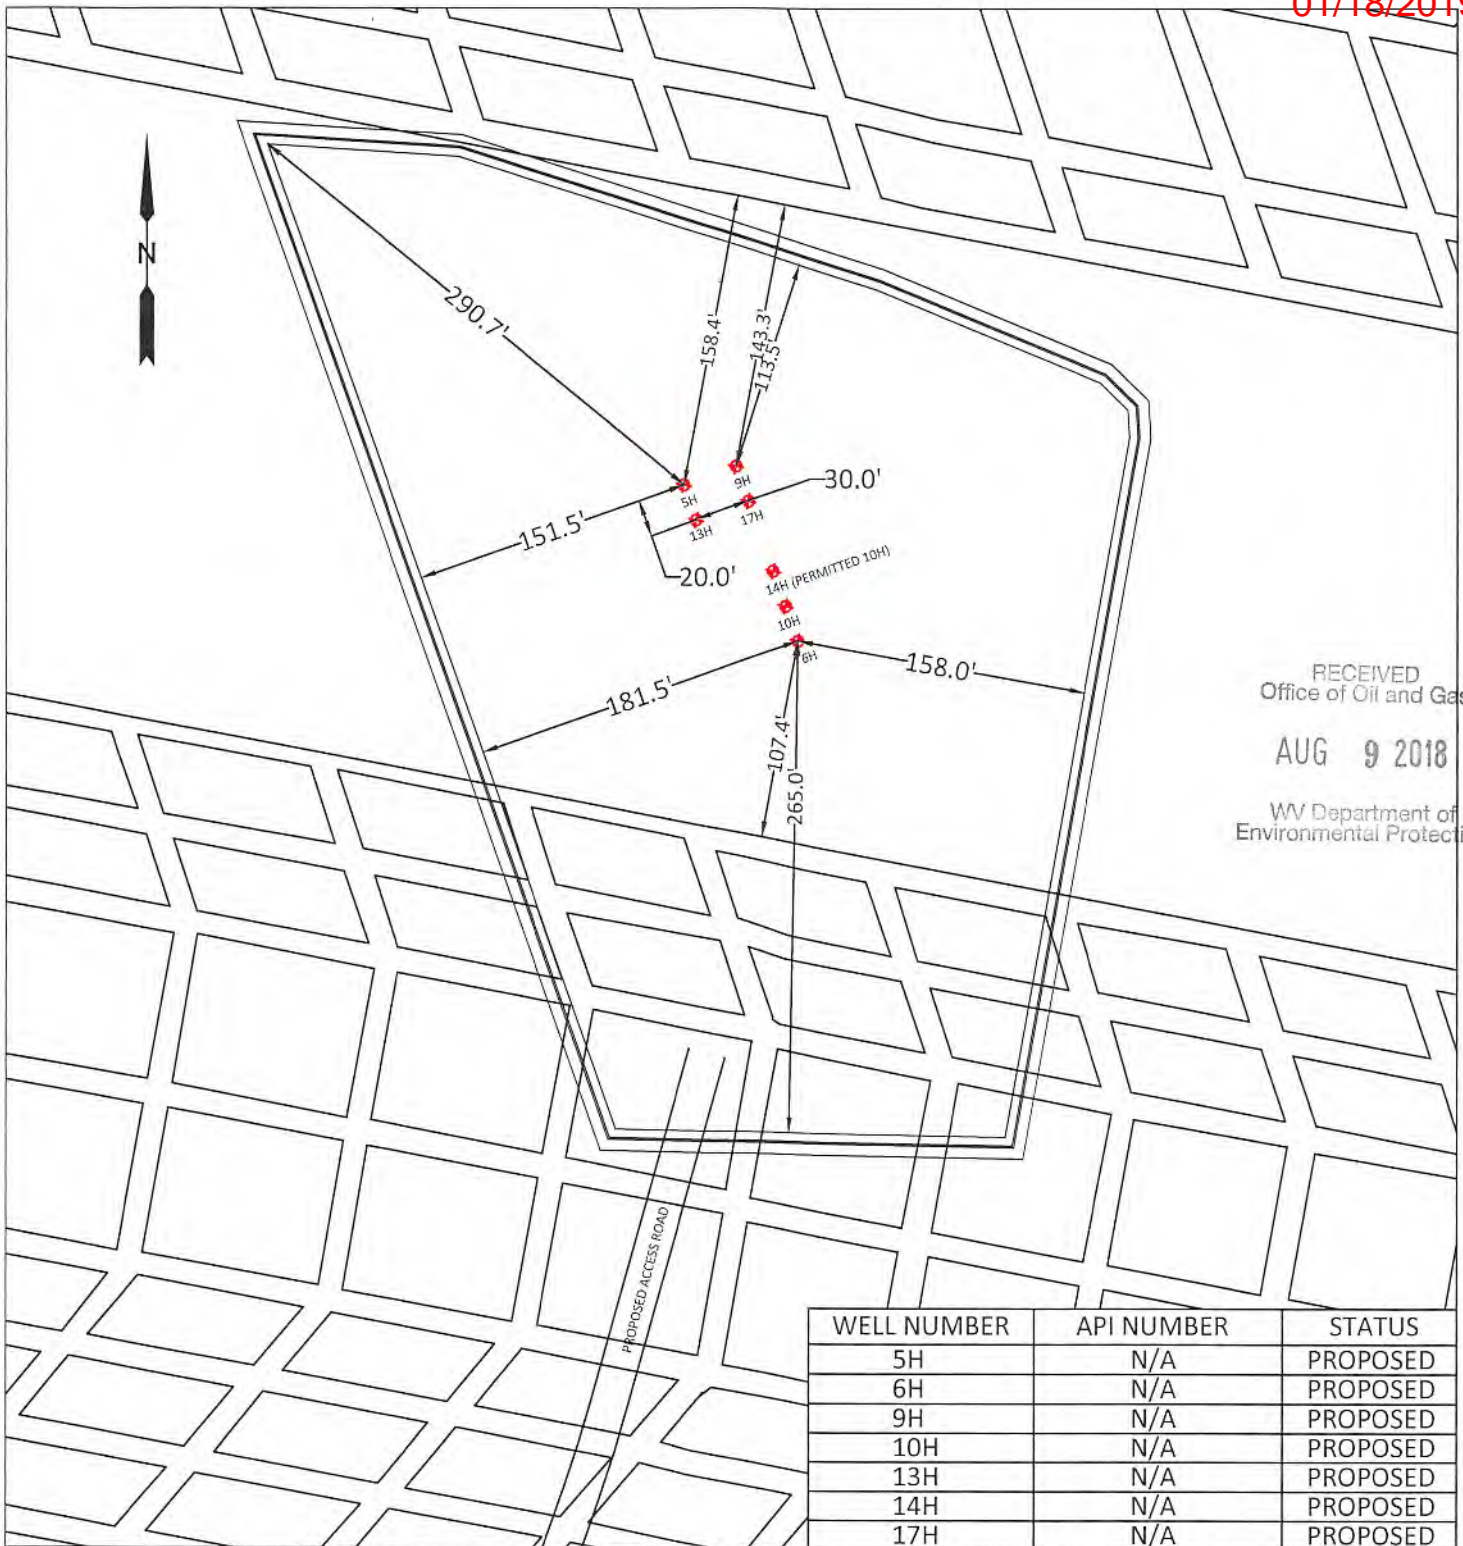 01/18/2019
N
290.7'
158.4'
143.3'
113.5'
9H
5H
30.0'
17H
13H
151.5'
20.0'
14H (PERMITTED 10H)
10H
6H
158.0'
181.5'
107.4'
265.0'
RECEIVED
Office of Oil and Gas
AUG 9 2018
WV Department of
Environmental Protecti
PROPOSED ACCESS ROAD
WELL NUMBER API NUMBER STATUS
5H N/A PROPOSED
6H N/A PROPOSED
9H N/A PROPOSED
10H N/A PROPOSED
13H N/A PROPOSED
14H N/A PROPOSED
17H N/A PROPOSED